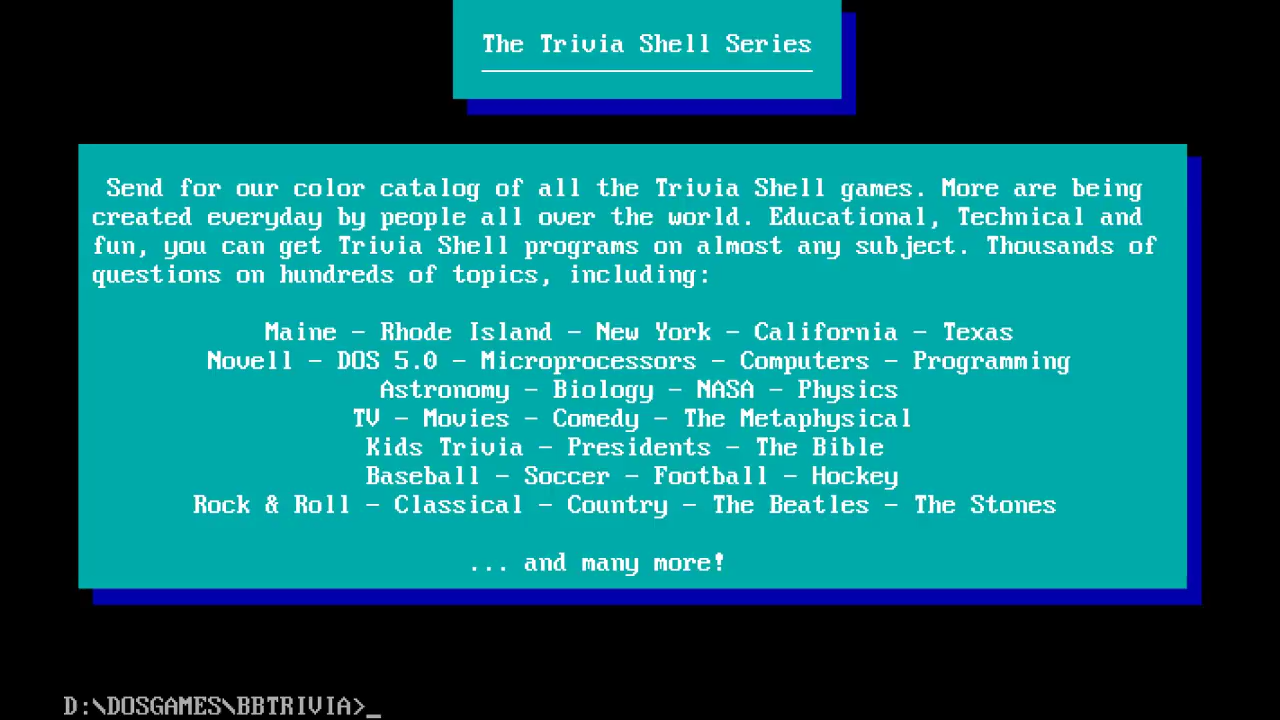 The Trivia Shell Series
Send for our color catalog of all the Trivia Shell games. More are being
created everyday by people all over the world. Educational, Technical and
fun, you can get Trivia Shell programs on almost any subject. Thousands of
questions on hundreds of topics, including:
Maine - Rhode Island - New York - California - Texas
Novell - DOS 5.0 - Microprocessors - Computers - Programming
Astronomy - Biology - NASA - Physics
TV - Movies - Comedy - The Metaphysical
Kids Trivia - Presidents - The Bible
Baseball - Soccer - Football - Hockey
Rock & Roll - Classical - Country - The Beatles - The Stones
... and many more!
D:\DOSGAMES\BBTRIVIA>_